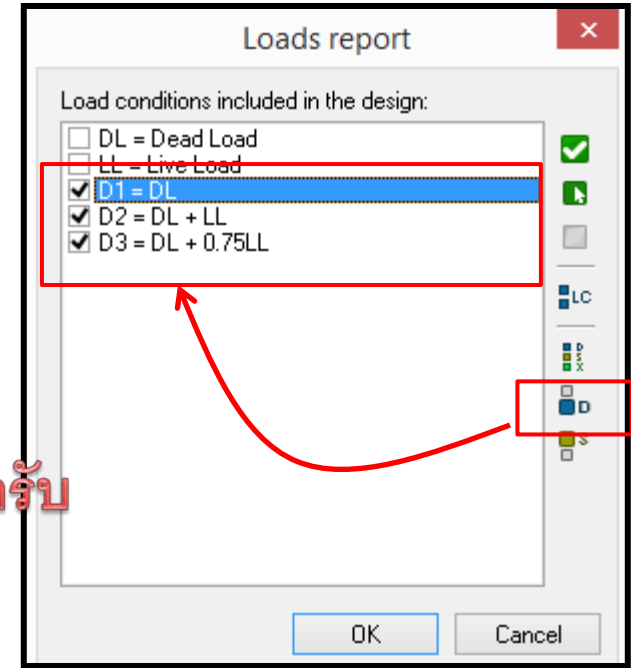 Loads report
Load conditions included in the design:
DL = Dead Load
LL = Live Load
D1 = DL
D2 = DL + LL
D3 = DL + 0.75LL
LC
D
S
X
D
S
OK
Cancel